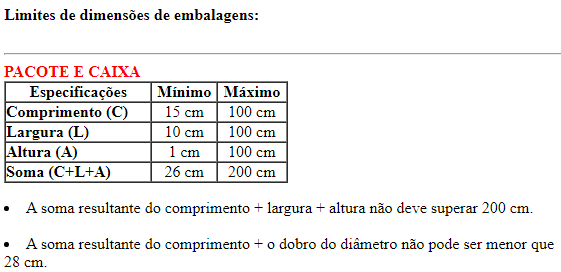 Limites de dimensões de embalagens:
PACOTE E CAIXA
Especificações Mínimo Máximo
Comprimento (C) 15 cm 100 cm
Largura (L) 10 cm 100 cm
Altura (A) 1 cm 100 cm
Soma (C+L+A) 26 cm 200 cm
• A soma resultante do comprimento + largura + altura não deve superar 200 cm.
• A soma resultante do comprimento + o dobro do diâmetro não pode ser menor que
28 cm.